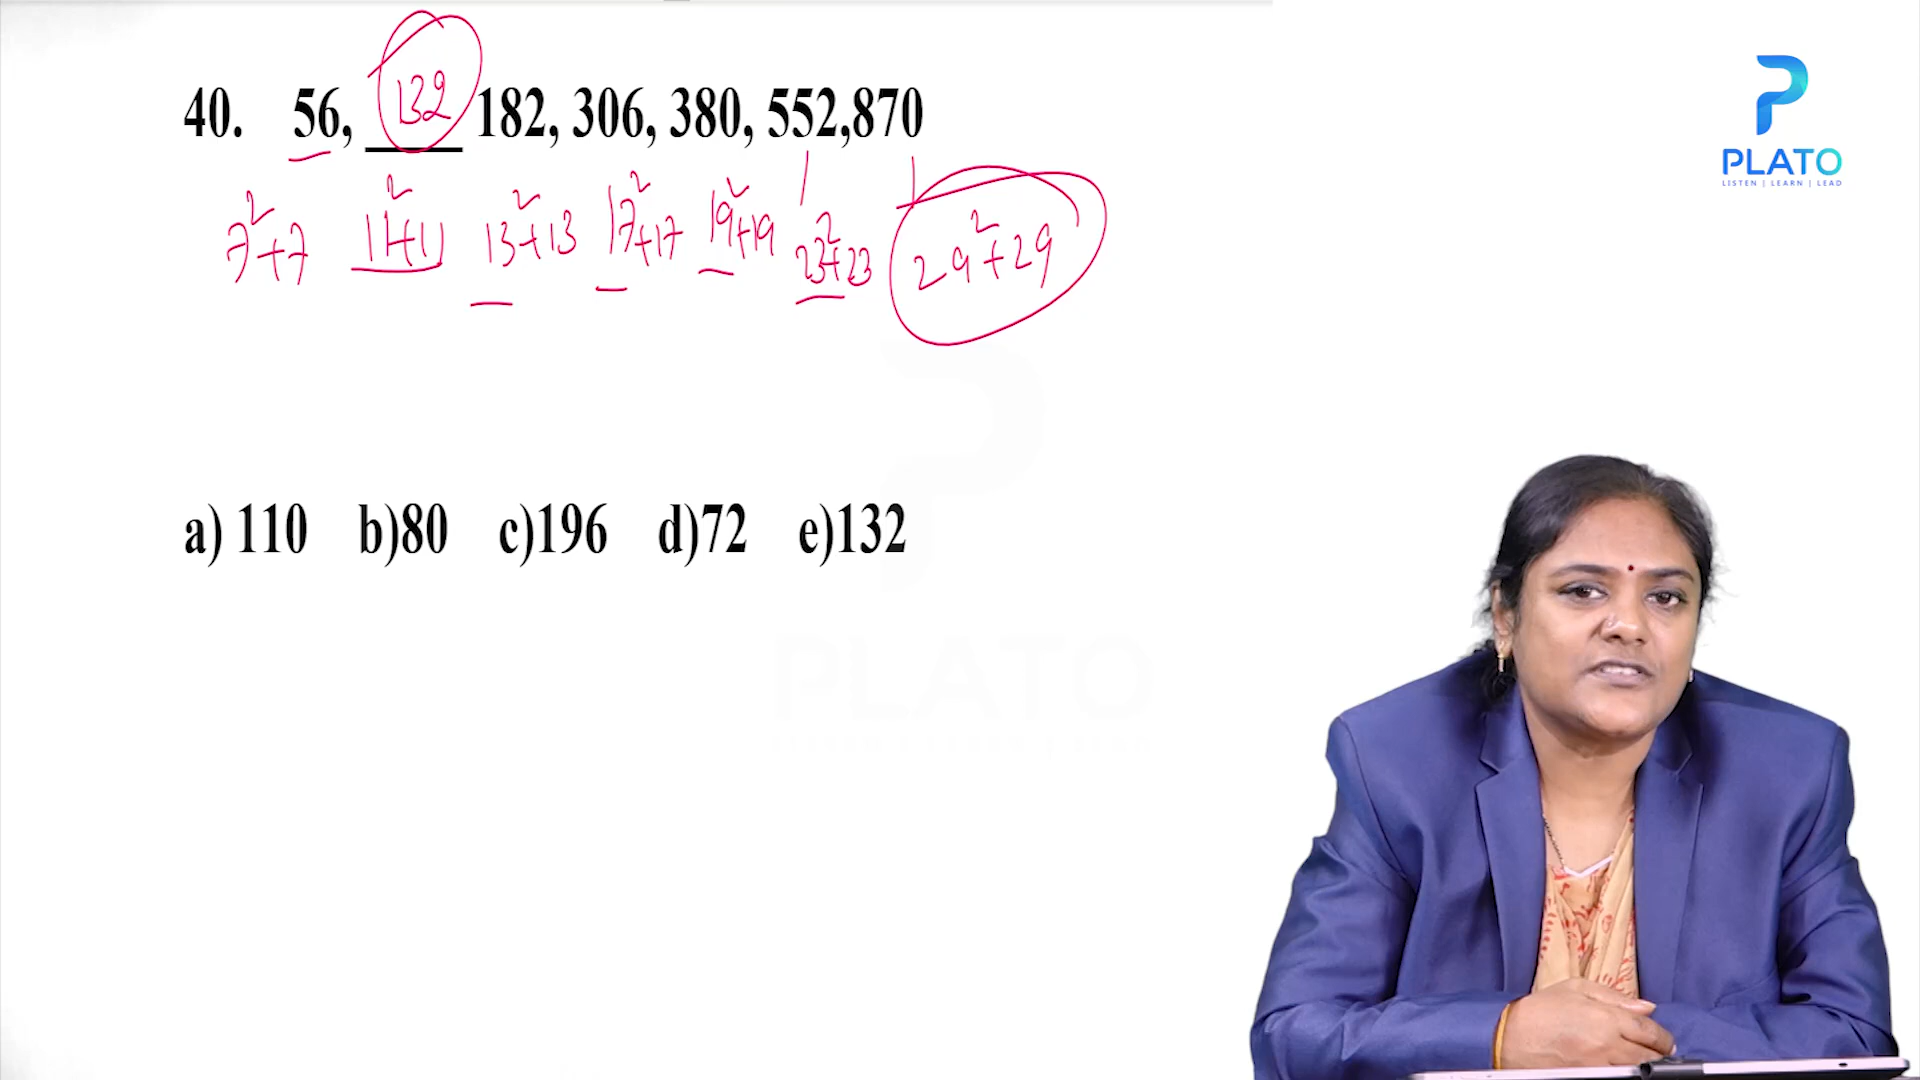 40. 56, 132 182, 306, 380, 552,870
7²+7 11²+11 13²+13 17²+17 19²+19 23²+23 29²+29
a) 110 b)80 c)196 d)72 e)132
PLATO
LISTEN | LEARN | LEAD
PLATO